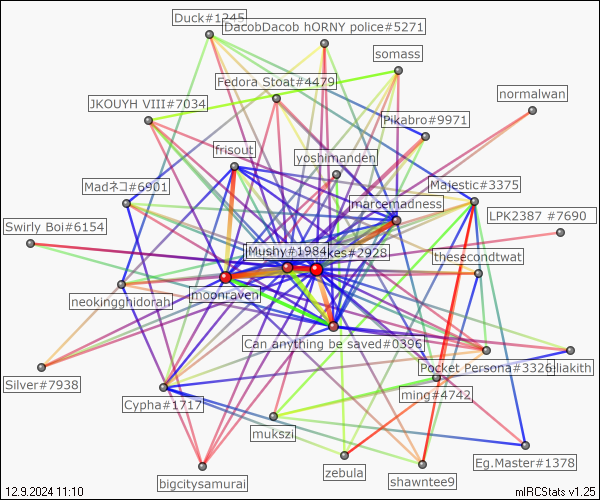 Duck#1245
DacobDacob hORNY police#5271
somass
Fedora Stoat#4479
normalwan
JKOUYH VIII#7034
Pikabro#9971
frisout
yoshimanden
Madネコ#6901
Majestic#3375
marcemadness
LPK2387 #7690
Swirly Boi#6154
Mushy#1984
kes#2928
thesecondtwat
moonraven
neokingghidorah
Can anything be saved#0396
Pocket Persona#3326
eliakith
Silver#7938
ming#4742
Cypha#1717
mukszi
Eg.Master#1378
zebula
bigcitysamurai
shawntee9
12.9.2024 11:10
mIRCStats v1.25